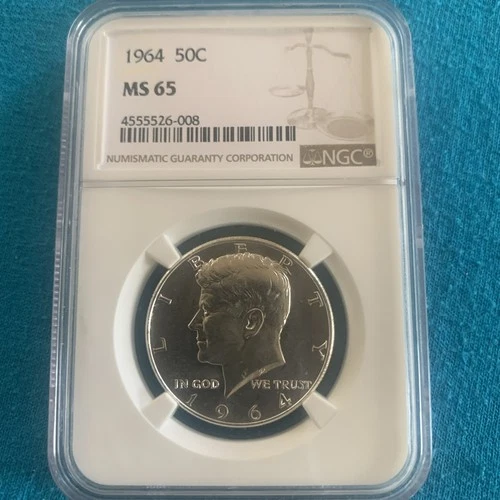 1964 50C
MS 65
4555526-008
NUMISMATIC GUARANTY CORPORATION
NGC®
LIBERTY
IN GOD WE TRUST
1964